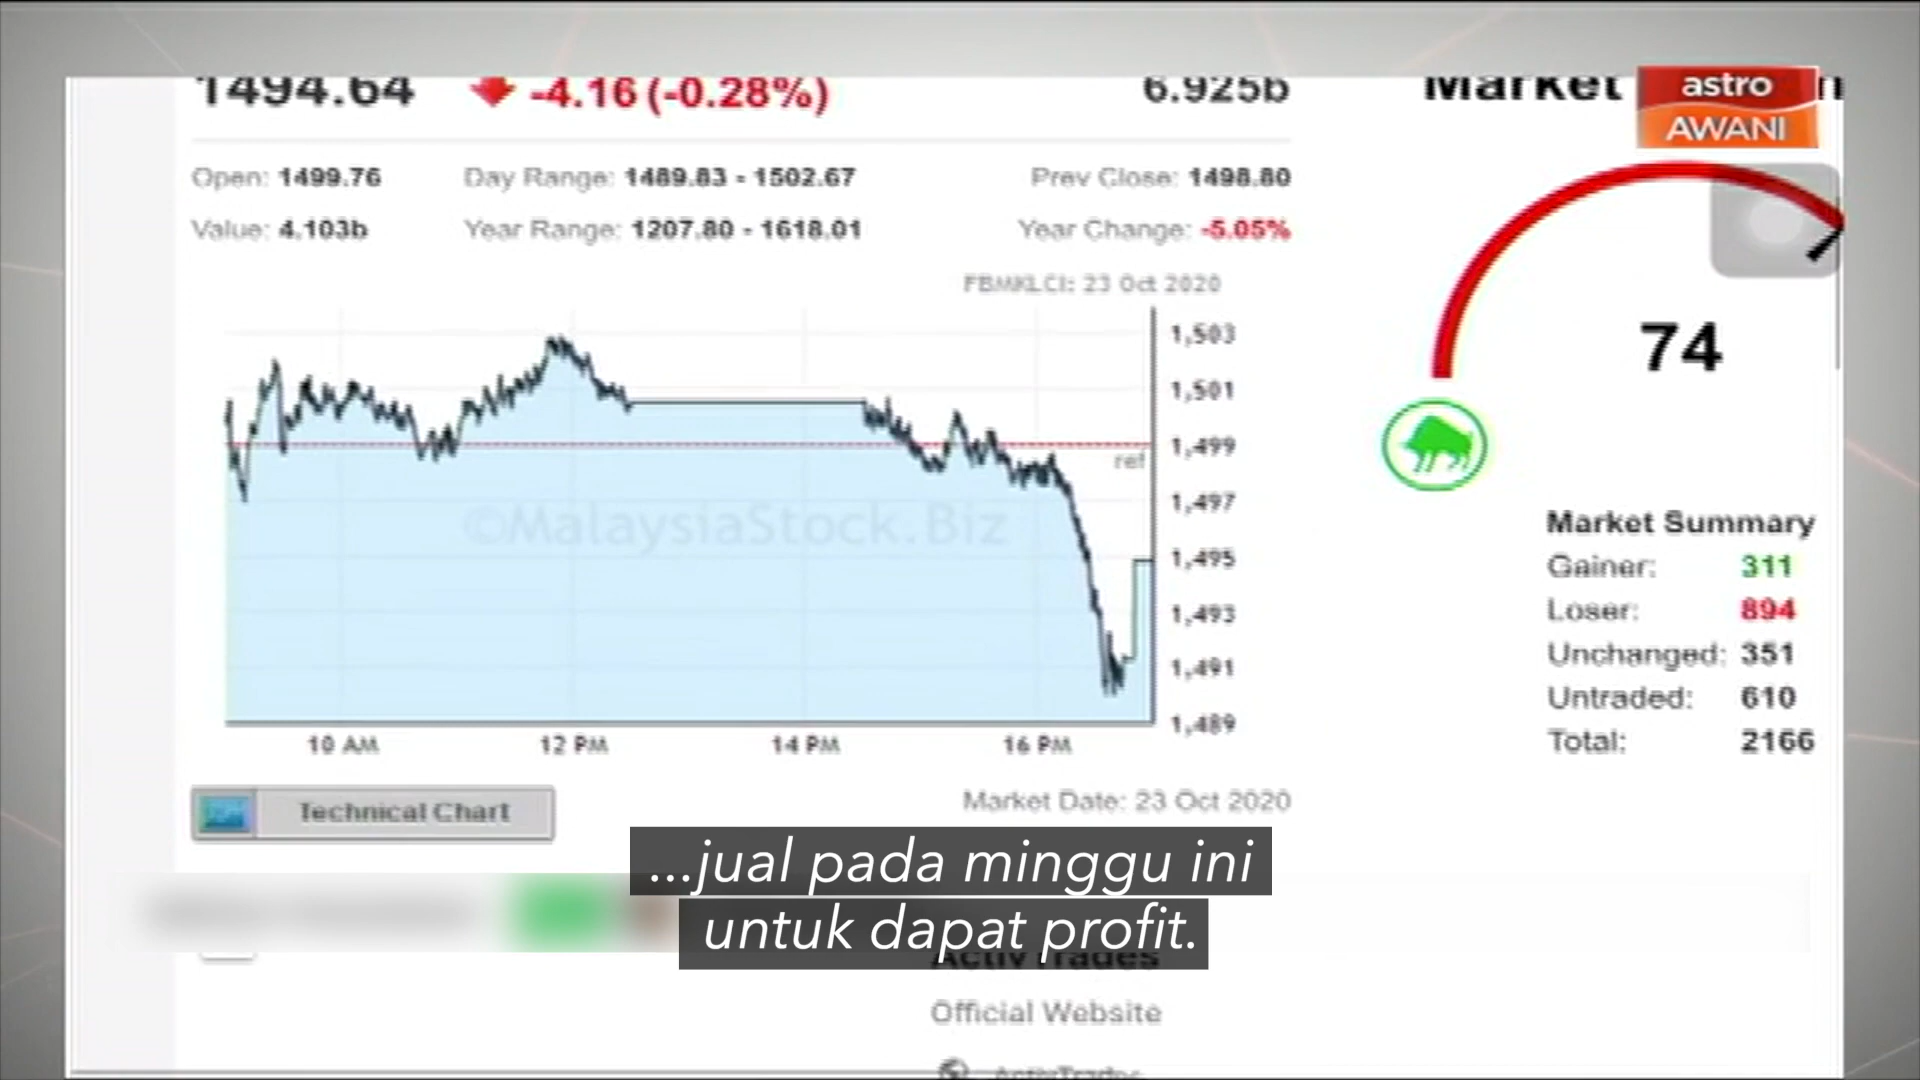 1494.64 -4.16 (-0.28%) 6.925b
Market
astro
AWANI
Open: 1499.76 Day Range: 1489.83 - 1502.67 Prev Close: 1498.80
Value: 4.103b Year Range: 1207.80 - 1618.01 Year Change: -5.05%
FBMKLCI: 23 Oct 2020
1,503
1,501
1,499
ref
1,497
1,495
1,493
1,491
1,489
©MalaysiaStock.Biz
10 AM 12 PM 14 PM 16 PM
74
Market Summary
Gainer: 311
Loser: 894
Unchanged: 351
Untraded: 610
Total: 2166
Technical Chart
Market Date: 23 Oct 2020
...jual pada minggu ini
untuk dapat profit.
ActivTrades
Official Website
ActivTrades